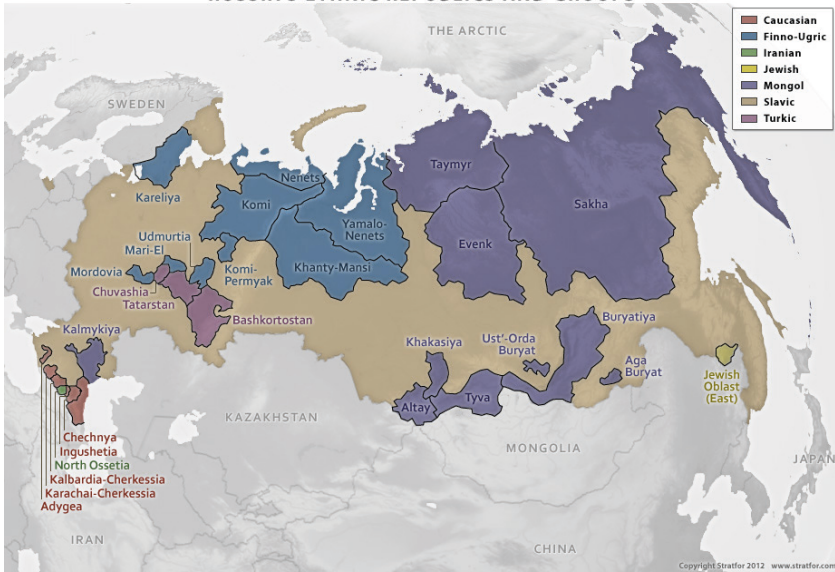 THE ARCTIC
Caucasian
Finno-Ugric
Iranian
Jewish
Mongol
Slavic
Turkic
SWEDEN
Kareliya
Nenets
Komi
Yamalo-
Nenets
Khanty-Mansi
Taymyr
Evenk
Sakha
Udmurtia
Mari-El
Mordovia
Komi-
Permyak
Chuvashia
Tatarstan
Bashkortostan
Kalmykiya
Khakasiya
Ust'-Orda
Buryat
Buryatiya
Aga
Buryat
Jewish
Oblast
(East)
Altay
Tyva
KAZAKHSTAN
MONGOLIA
JAPAN
Chechnya
Ingushetia
North Ossetia
Kalbardia-Cherkessia
Karachai-Cherkessia
Adygea
IRAN
CHINA
Copyright Stratfor 2012 www.stratfor.com